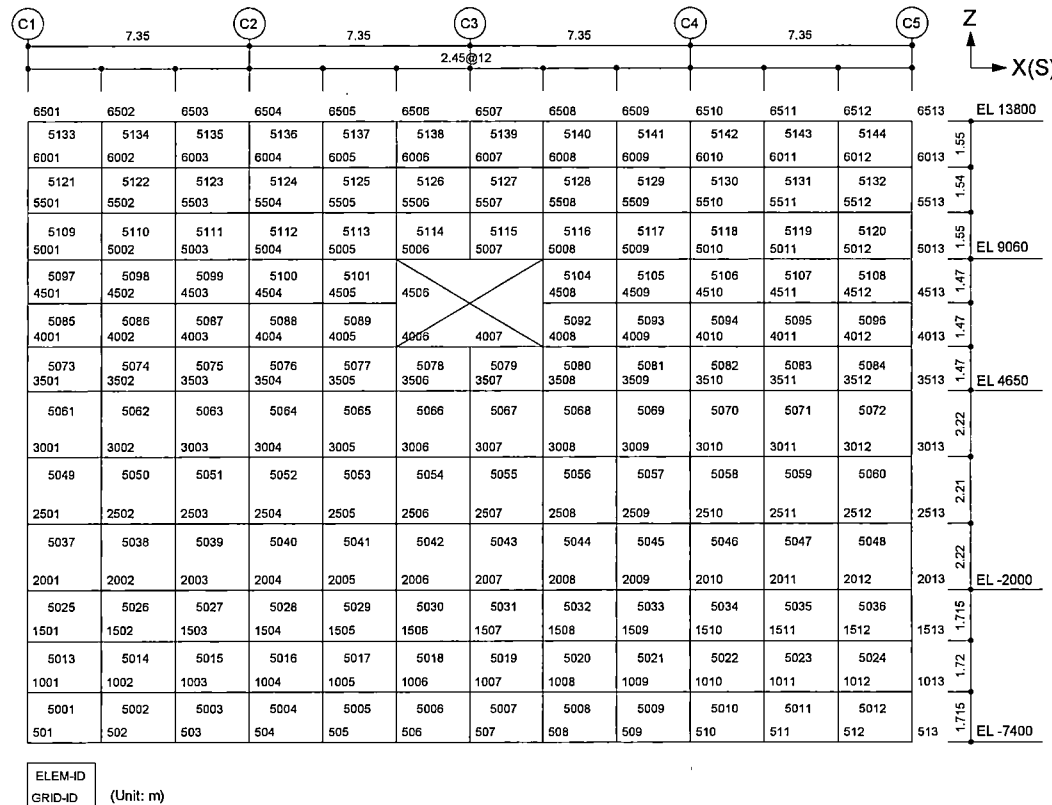 C1 C2 C3 C4 C5 Z
7.35 7.35 7.35 7.35
2.45@12 X(S)
6501 6502 6503 6504 6505 6506 6507 6508 6509 6510 6511 6512 6513 EL 13800
5133 5134 5135 5136 5137 5138 5139 5140 5141 5142 5143 5144 1.55
6001 6002 6003 6004 6005 6006 6007 6008 6009 6010 6011 6012 6013
5121 5122 5123 5124 5125 5126 5127 5128 5129 5130 5131 5132 1.54
5501 5502 5503 5504 5505 5506 5507 5508 5509 5510 5511 5512 5513
5109 5110 5111 5112 5113 5114 5115 5116 5117 5118 5119 5120 1.55
5001 5002 5003 5004 5005 5006 5007 5008 5009 5010 5011 5012 5013 EL 9060
5097 5098 5099 5100 5101 5104 5105 5106 5107 5108 1.47
4501 4502 4503 4504 4505 4506 4508 4509 4510 4511 4512 4513
5085 5086 5087 5088 5089 5092 5093 5094 5095 5096 1.47
4001 4002 4003 4004 4005 4006 4007 4008 4009 4010 4011 4012 4013
5073 5074 5075 5076 5077 5078 5079 5080 5081 5082 5083 5084 1.47
3501 3502 3503 3504 3505 3506 3507 3508 3509 3510 3511 3512 3513 EL 4650
5061 5062 5063 5064 5065 5066 5067 5068 5069 5070 5071 5072 2.22
3001 3002 3003 3004 3005 3006 3007 3008 3009 3010 3011 3012 3013
5049 5050 5051 5052 5053 5054 5055 5056 5057 5058 5059 5060 2.21
2501 2502 2503 2504 2505 2506 2507 2508 2509 2510 2511 2512 2513
5037 5038 5039 5040 5041 5042 5043 5044 5045 5046 5047 5048 2.22
2001 2002 2003 2004 2005 2006 2007 2008 2009 2010 2011 2012 2013 EL -2000
5025 5026 5027 5028 5029 5030 5031 5032 5033 5034 5035 5036 1.715
1501 1502 1503 1504 1505 1506 1507 1508 1509 1510 1511 1512 1513
5013 5014 5015 5016 5017 5018 5019 5020 5021 5022 5023 5024 1.72
1001 1002 1003 1004 1005 1006 1007 1008 1009 1010 1011 1012 1013
5001 5002 5003 5004 5005 5006 5007 5008 5009 5010 5011 5012 1.715
501 502 503 504 505 506 507 508 509 510 511 512 513 EL -7400
ELEM-ID
GRID-ID (Unit: m)